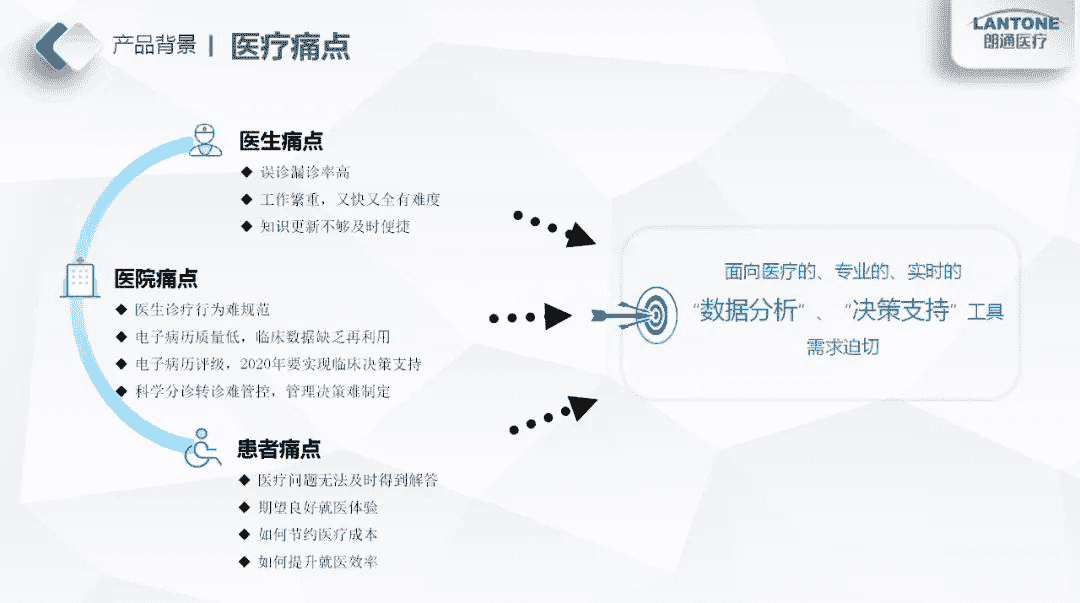 产品背景 | 医疗痛点
LANTONE
朗通医疗
医生痛点
◆ 误诊漏诊率高
◆ 工作繁重，又快又全有难度
◆ 知识更新不够及时便捷
医院痛点
◆ 医生诊疗行为难规范
◆ 电子病历质量低，临床数据缺乏再利用
◆ 电子病历评级，2020年要实现临床决策支持
◆ 科学分诊转诊难管控，管理决策难制定
患者痛点
◆ 医疗问题无法及时得到解答
◆ 期望良好就医体验
◆ 如何节约医疗成本
◆ 如何提升就医效率
面向医疗的、专业的、实时的
“数据分析”、“决策支持”工具
需求迫切